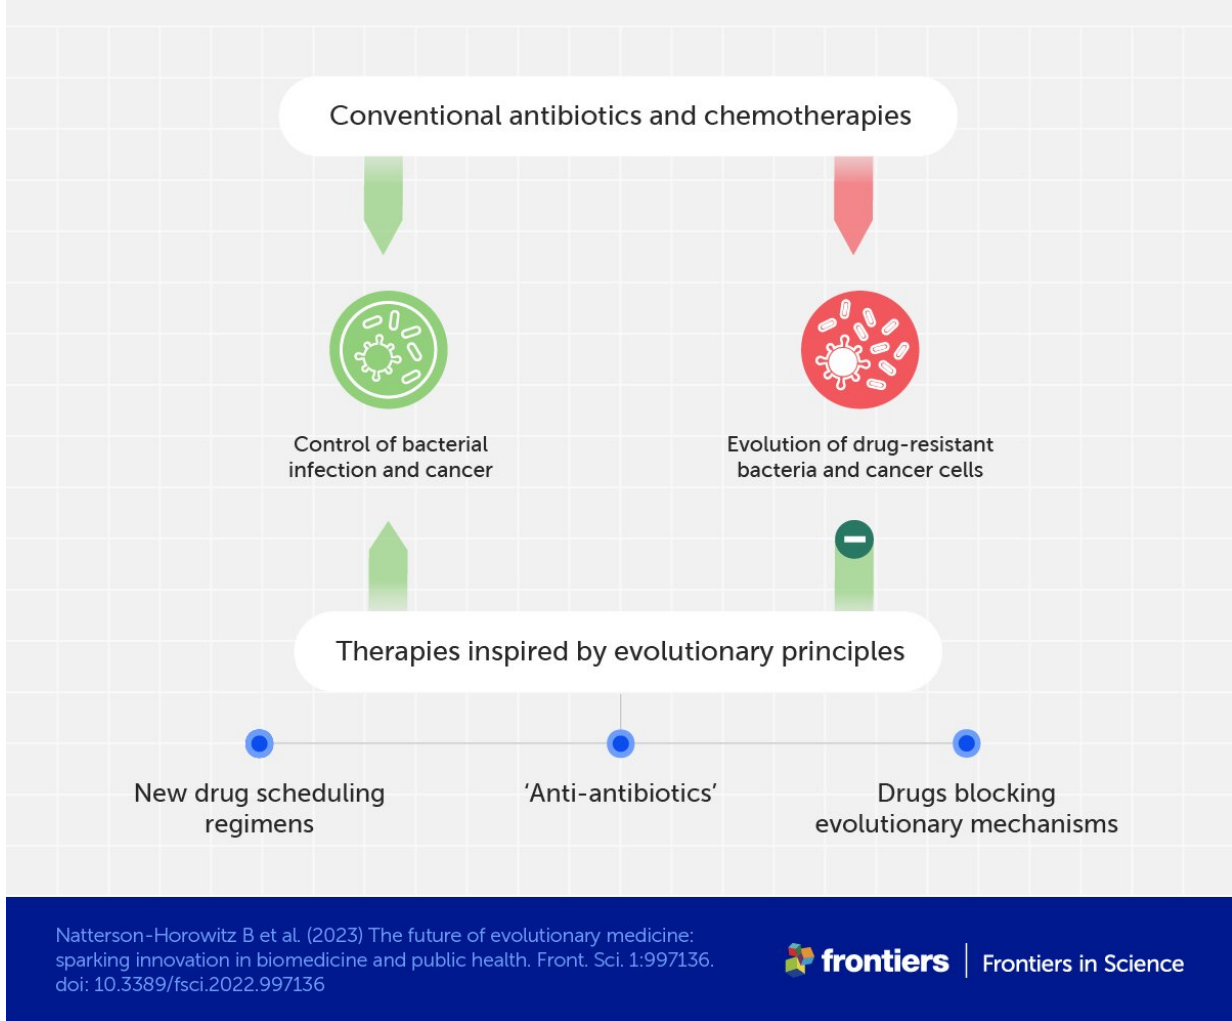 Conventional antibiotics and chemotherapies
Control of bacterial
infection and cancer
Evolution of drug-resistant
bacteria and cancer cells
Therapies inspired by evolutionary principles
New drug scheduling
regimens
‘Anti-antibiotics’
Drugs blocking
evolutionary mechanisms
Natterson-Horowitz B et al. (2023) The future of evolutionary medicine:
sparking innovation in biomedicine and public health. Front. Sci. 1:997136.
doi: 10.3389/fsci.2022.997136
frontiers | Frontiers in Science